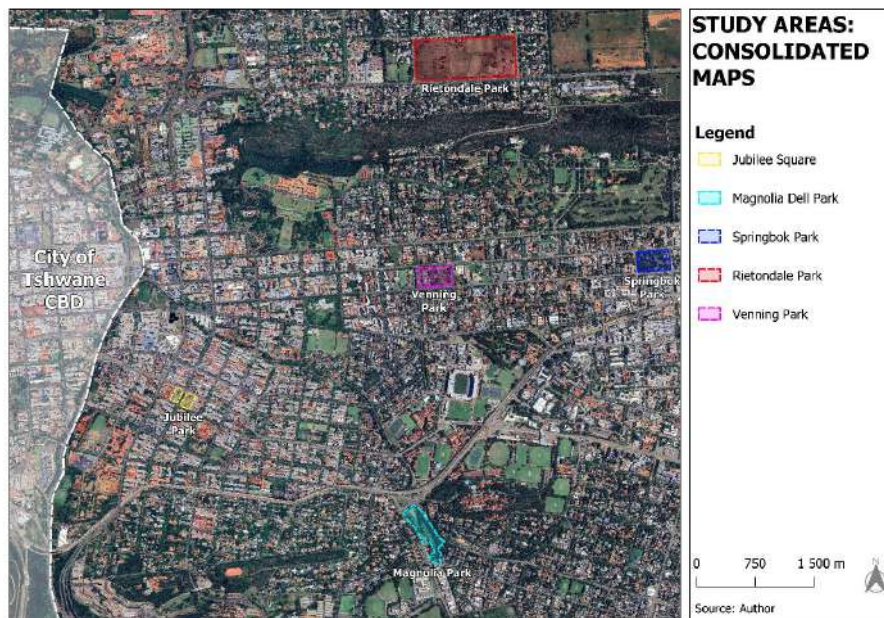 STUDY AREAS:
CONSOLIDATED
MAPS
Legend
Jubilee Square
Magnolia Dell Park
Springbok Park
Rietondale Park
Venning Park
0 750 1 500 m
N
Source: Author
Rietondale Park
City of
Tshwane
CBD
Venning
Park
Springbok
Park
Jubilee
Park
Magnolia Park